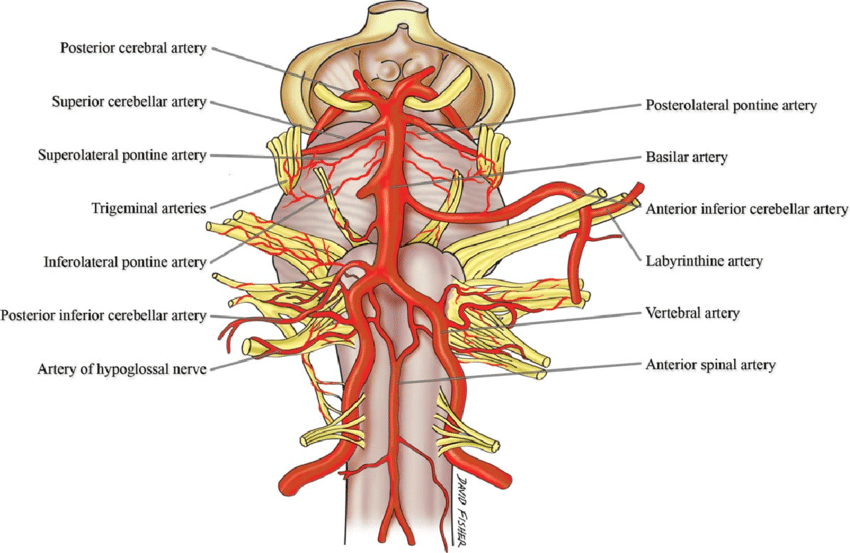 Posterior cerebral artery
Superior cerebellar artery
Superolateral pontine artery
Trigeminal arteries
Inferolateral pontine artery
Posterior inferior cerebellar artery
Artery of hypoglossal nerve
Posterolateral pontine artery
Basilar artery
Anterior inferior cerebellar artery
Labyrinthine artery
Vertebral artery
Anterior spinal artery
DAVID FISHER